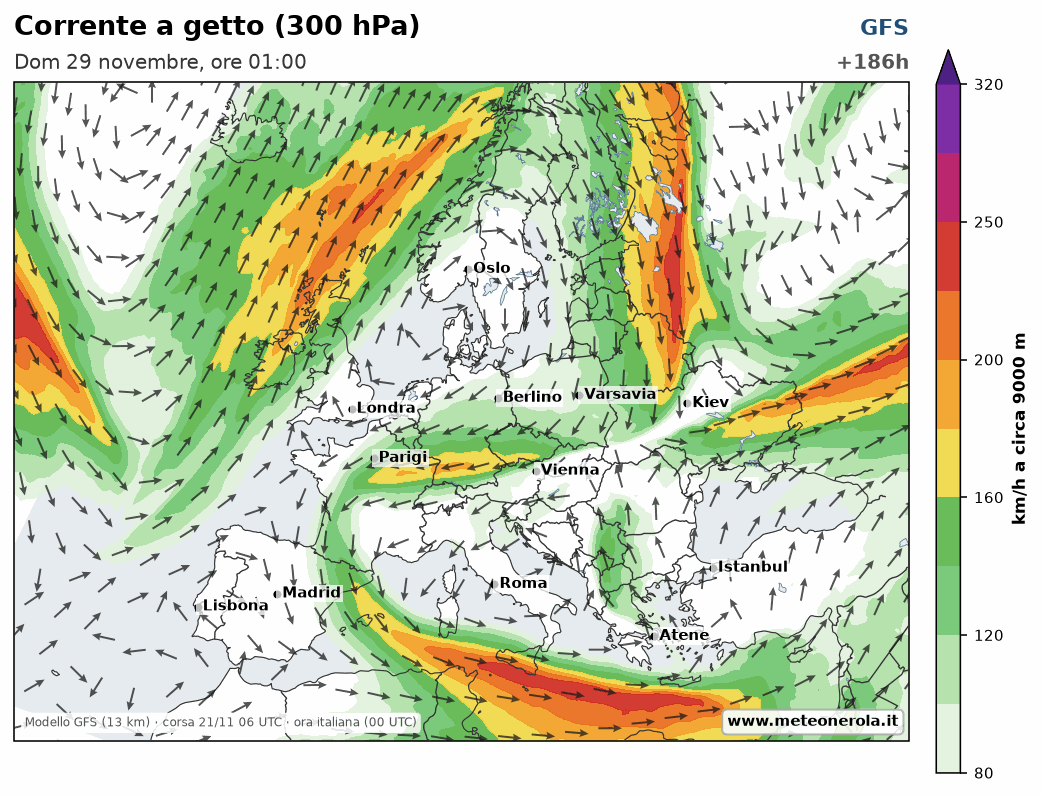 Corrente a getto (300 hPa)
GFS
Dom 29 novembre, ore 01:00
+186h
320
250
200
160
120
80
km/h a circa 9000 m
Oslo
Londra
Berlino
Varsavia
Kiev
Parigi
Vienna
Istanbul
Roma
Madrid
Lisbona
Atene
Modello GFS (13 km) · corsa 21/11 06 UTC · ora italiana (00 UTC)
www.meteonerola.it